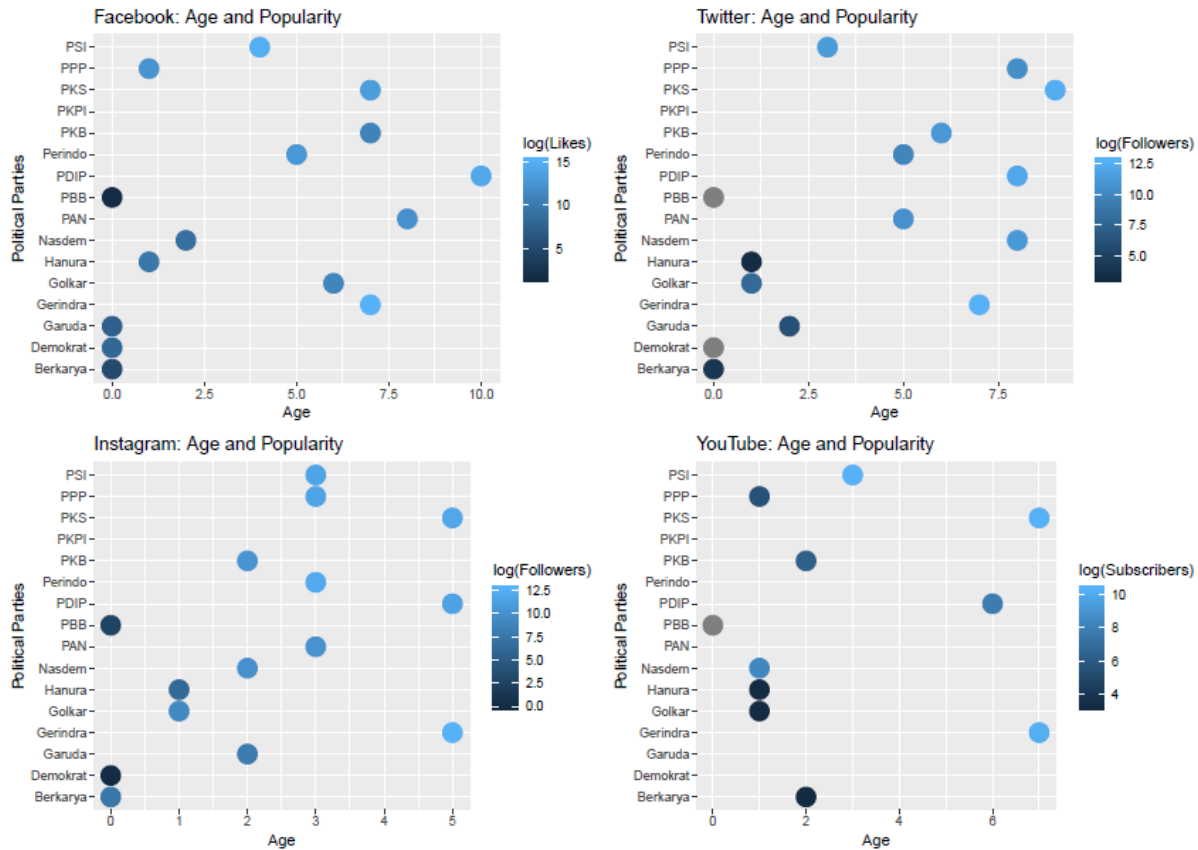 Facebook: Age and Popularity
Political Parties
PSI
PPP
PKS
PKPI
PKB
Perindo
PDIP
PBB
PAN
Nasdem
Hanura
Golkar
Gerindra
Garuda
Demokrat
Berkarya
0.0 2.5 5.0 7.5 10.0
Age
log(Likes)
15
10
5
Twitter: Age and Popularity
Political Parties
PSI
PPP
PKS
PKPI
PKB
Perindo
PDIP
PBB
PAN
Nasdem
Hanura
Golkar
Gerindra
Garuda
Demokrat
Berkarya
0.0 2.5 5.0 7.5
Age
log(Followers)
12.5
10.0
7.5
5.0
Instagram: Age and Popularity
Political Parties
PSI
PPP
PKS
PKPI
PKB
Perindo
PDIP
PBB
PAN
Nasdem
Hanura
Golkar
Gerindra
Garuda
Demokrat
Berkarya
0 1 2 3 4 5
Age
log(Followers)
12.5
10.0
7.5
5.0
2.5
0.0
YouTube: Age and Popularity
Political Parties
PSI
PPP
PKS
PKPI
PKB
Perindo
PDIP
PBB
PAN
Nasdem
Hanura
Golkar
Gerindra
Garuda
Demokrat
Berkarya
0 2 4 6
Age
log(Subscribers)
10
8
6
4